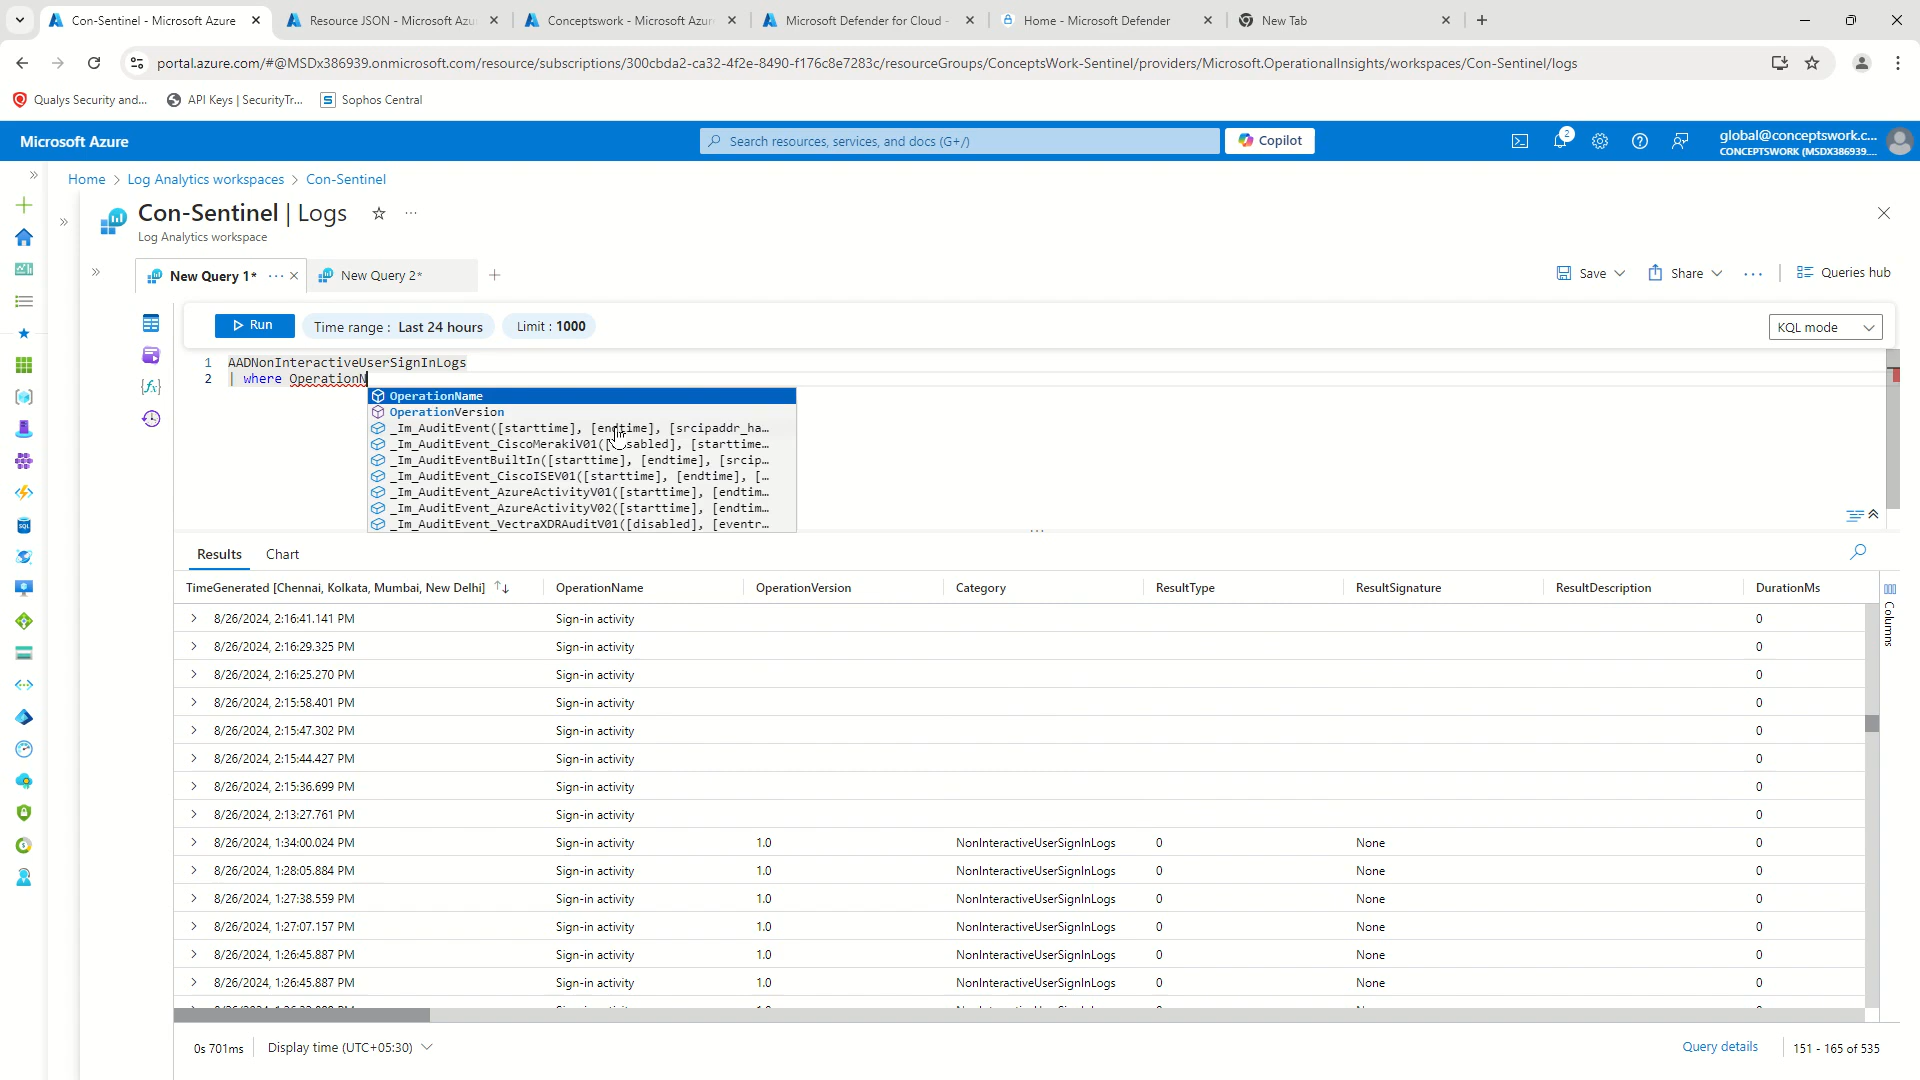 Con-Sentinel - Microsoft Azure
Resource JSON - Microsoft Azu
Conceptswork - Microsoft Azur
Microsoft Defender for Cloud -
Home - Microsoft Defender
New Tab
portal.azure.com/#@MSDx386939.onmicrosoft.com/resource/subscriptions/300cbda2-ca32-4f2e-8490-f176c8e7283c/resourceGroups/ConceptsWork-Sentinel/providers/Microsoft.OperationalInsights/workspaces/Con-Sentinel/logs
Qualys Security and...
API Keys | SecurityTr...
Sophos Central
Microsoft Azure
Search resources, services, and docs (G+/)
Copilot
2
global@conceptswork.c...
CONCEPTSWORK (MSDX386939....
Home > Log Analytics workspaces > Con-Sentinel
Con-Sentinel | Logs
Log Analytics workspace
New Query 1*
New Query 2*
Save
Share
Queries hub
Run
Time range : Last 24 hours
Limit : 1000
KQL mode
1 AADNonInteractiveUserSignInLogs
2 | where OperationN
OperationName
OperationVersion
_Im_AuditEvent([starttime], [endtime], [srcipaddr_ha…
_Im_AuditEvent_CiscoMerakiV01([disabled], [starttime…
_Im_AuditEventBuiltIn([starttime], [endtime], [srcip…
_Im_AuditEvent_CiscoISEV01([starttime], [endtime], […
_Im_AuditEvent_AzureActivityV01([starttime], [endtim…
_Im_AuditEvent_AzureActivityV02([starttime], [endtim…
_Im_AuditEvent_VectraXDRAuditV01([disabled], [eventr…
Results
Chart
TimeGenerated [Chennai, Kolkata, Mumbai, New Delhi] OperationName OperationVersion Category ResultType ResultSignature ResultDescription DurationMs
Columns
8/26/2024, 2:16:41.141 PM Sign-in activity 0
8/26/2024, 2:16:29.325 PM Sign-in activity 0
8/26/2024, 2:16:25.270 PM Sign-in activity 0
8/26/2024, 2:15:58.401 PM Sign-in activity 0
8/26/2024, 2:15:47.302 PM Sign-in activity 0
8/26/2024, 2:15:44.427 PM Sign-in activity 0
8/26/2024, 2:15:36.699 PM Sign-in activity 0
8/26/2024, 2:13:27.761 PM Sign-in activity 0
8/26/2024, 1:34:00.024 PM Sign-in activity 1.0 NonInteractiveUserSignInLogs 0 None 0
8/26/2024, 1:28:05.884 PM Sign-in activity 1.0 NonInteractiveUserSignInLogs 0 None 0
8/26/2024, 1:27:38.559 PM Sign-in activity 1.0 NonInteractiveUserSignInLogs 0 None 0
8/26/2024, 1:27:07.157 PM Sign-in activity 1.0 NonInteractiveUserSignInLogs 0 None 0
8/26/2024, 1:26:45.887 PM Sign-in activity 1.0 NonInteractiveUserSignInLogs 0 None 0
8/26/2024, 1:26:45.887 PM Sign-in activity 1.0 NonInteractiveUserSignInLogs 0 None 0
0s 701ms
Display time (UTC+05:30)
Query details
151 - 165 of 535